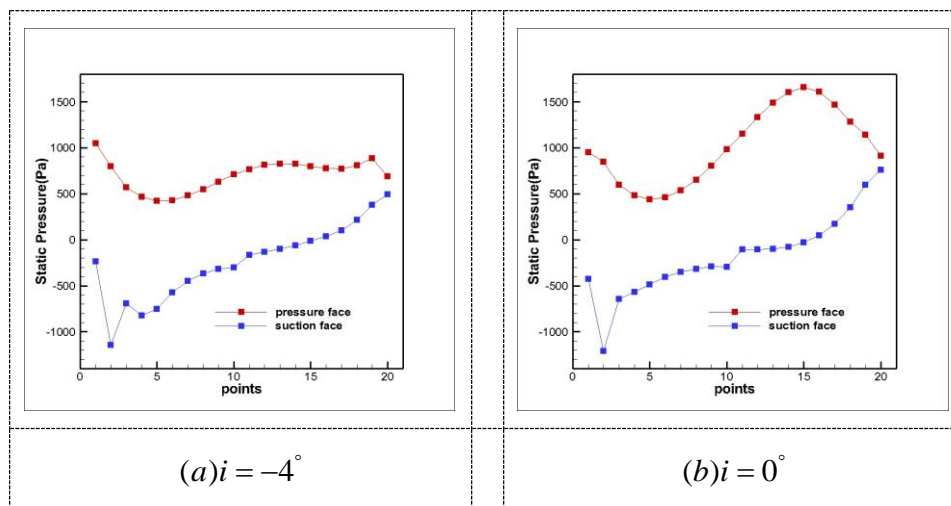 1500
1000
500
0
-500
-1000
Static Pressure(Pa)
pressure face
suction face
0 5 10 15 20
points
(a)i = −4°
1500
1000
500
0
-500
-1000
Static Pressure(Pa)
pressure face
suction face
0 5 10 15 20
points
(b)i = 0°